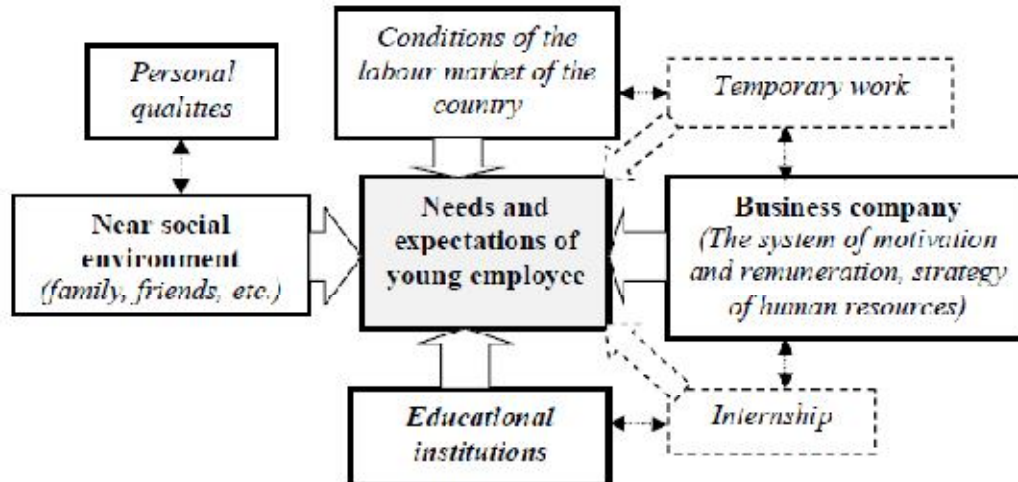 Conditions of the
labour market of the
country
Personal
qualities
Temporary work
Near social
environment
(family, friends, etc.)
Needs and
expectations of
young employee
Business company
(The system of motivation
and remuneration, strategy
of human resources)
Educational
institutions
Internship